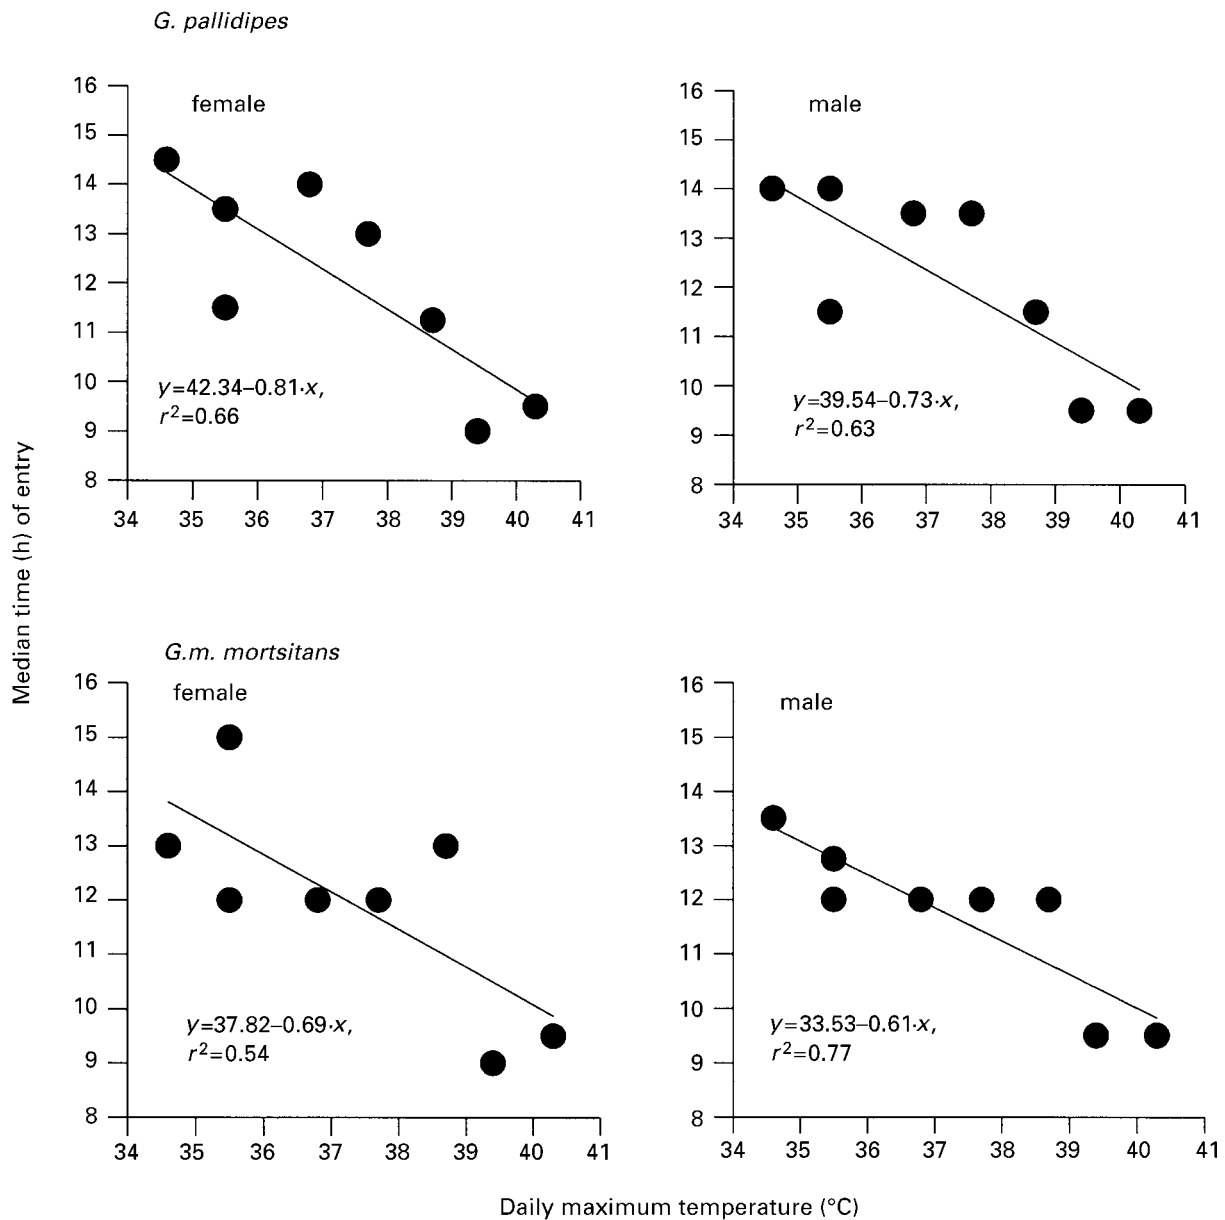 G. pallidipes
female
16
15
14
13
12
11
10
9
8
y=42.34–0.81·x,
r²=0.66
34 35 36 37 38 39 40 41
male
16
15
14
13
12
11
10
9
8
y=39.54–0.73·x,
r²=0.63
34 35 36 37 38 39 40 41
Median time (h) of entry
G.m. mortsitans
female
16
15
14
13
12
11
10
9
8
y=37.82–0.69·x,
r²=0.54
34 35 36 37 38 39 40 41
male
16
15
14
13
12
11
10
9
8
y=33.53–0.61·x,
r²=0.77
34 35 36 37 38 39 40 41
Daily maximum temperature (°C)